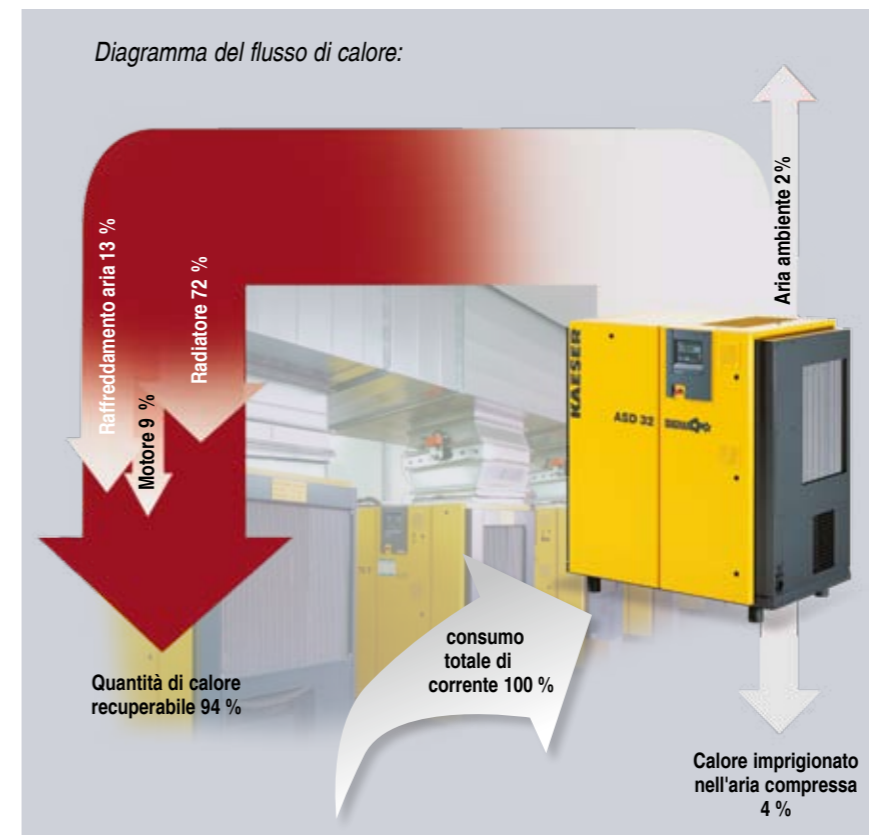 Diagramma del flusso di calore:
Aria ambiente 2 %
Raffreddamento aria 13 %
Radiatore 72 %
Motore 9 %
KAESER
ASD 32
consumo
totale di
corrente 100 %
Quantità di calore
recuperabile 94 %
Calore imprigionato
nell'aria compressa
4 %